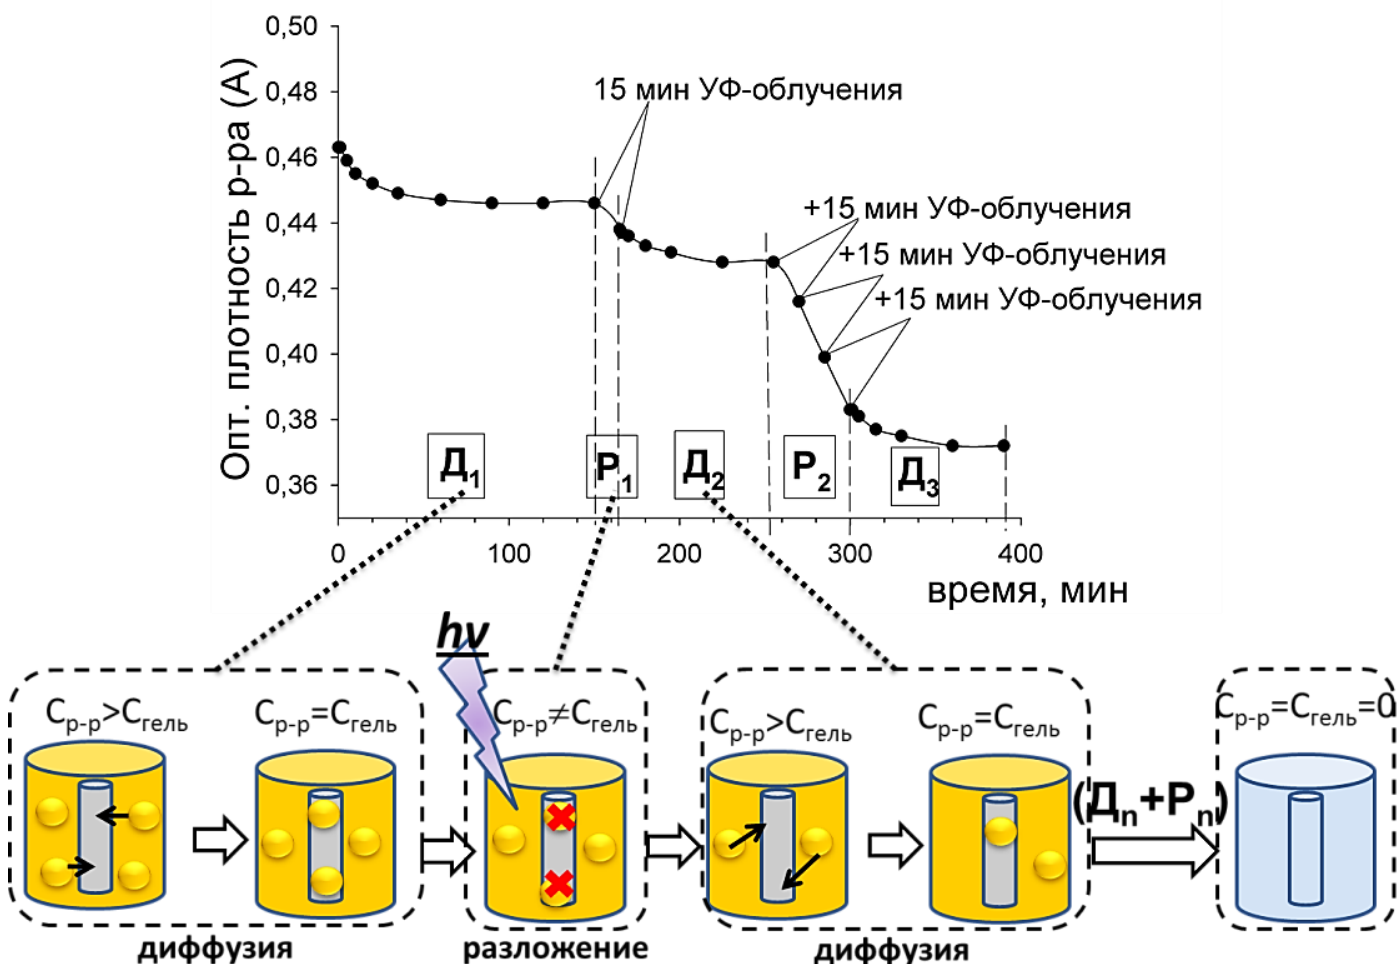 Опт. плотность р-ра (А)
0,50
0,48
0,46
0,44
0,42
0,40
0,38
0,36
15 мин УФ-облучения
+15 мин УФ-облучения
+15 мин УФ-облучения
+15 мин УФ-облучения
Д1
Р1
Д2
Р2
Д3
0 100 200 300 400
время, мин
hν
Cр-р>Cгель
Cр-р=Cгель
Cр-р≠Cгель
Cр-р>Cгель
Cр-р=Cгель
Cр-р=Cгель=0
(Дn+Рn)
диффузия
разложение
диффузия